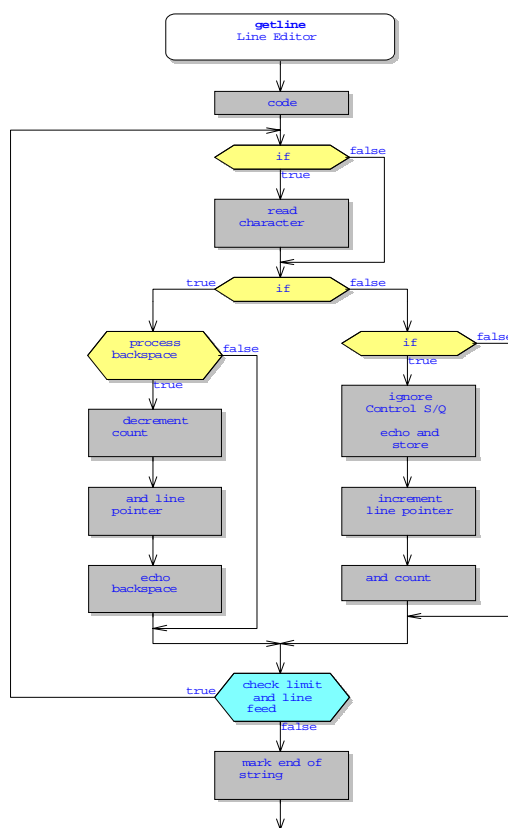 getline
Line Editor
code
if
false
true
read
character
true
if
false
process
backspace
false
true
if
false
true
decrement
count
ignore
Control S/Q
echo and
store
and line
pointer
increment
line pointer
echo
backspace
and count
true
check limit
and line
feed
false
mark end of
string